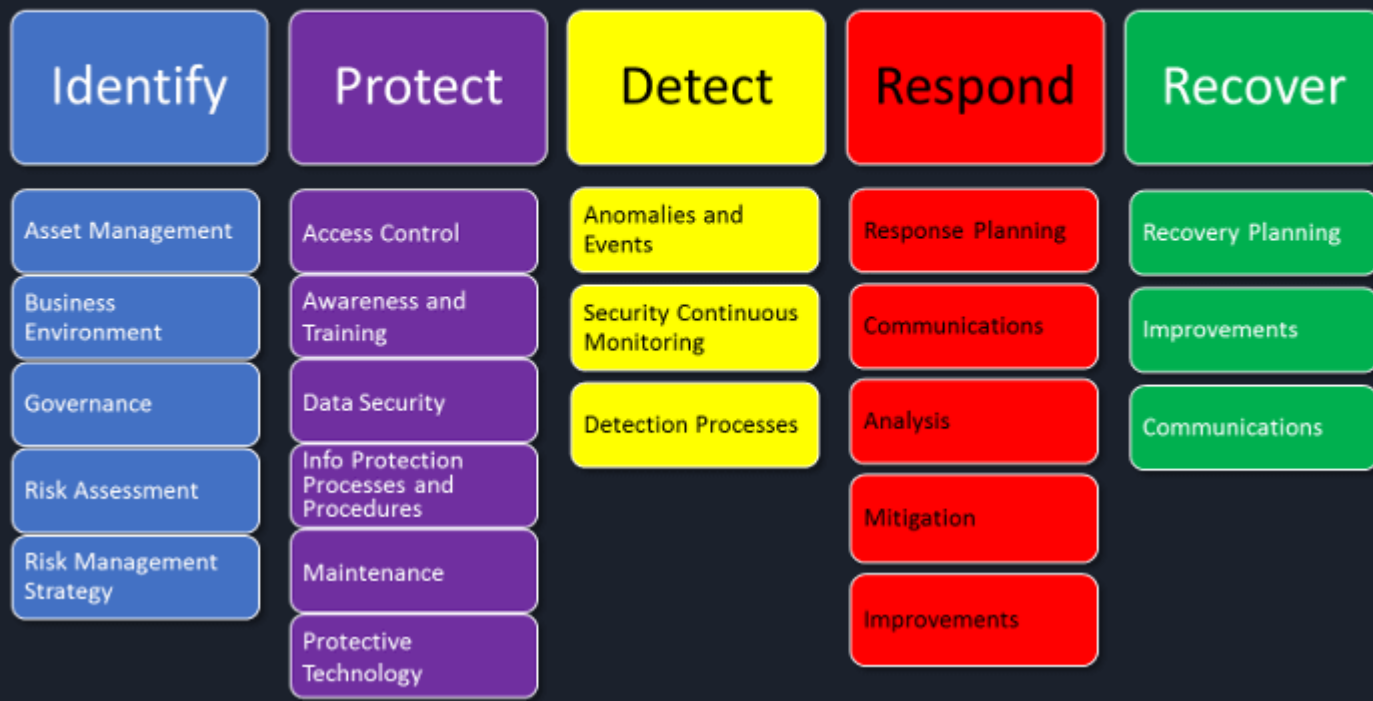 Identify
Protect
Detect
Respond
Recover
Asset Management
Business
Environment
Governance
Risk Assessment
Risk Management
Strategy
Access Control
Awareness and
Training
Data Security
Info Protection
Processes and
Procedures
Maintenance
Protective
Technology
Anomalies and
Events
Security Continuous
Monitoring
Detection Processes
Response Planning
Communications
Analysis
Mitigation
Improvements
Recovery Planning
Improvements
Communications